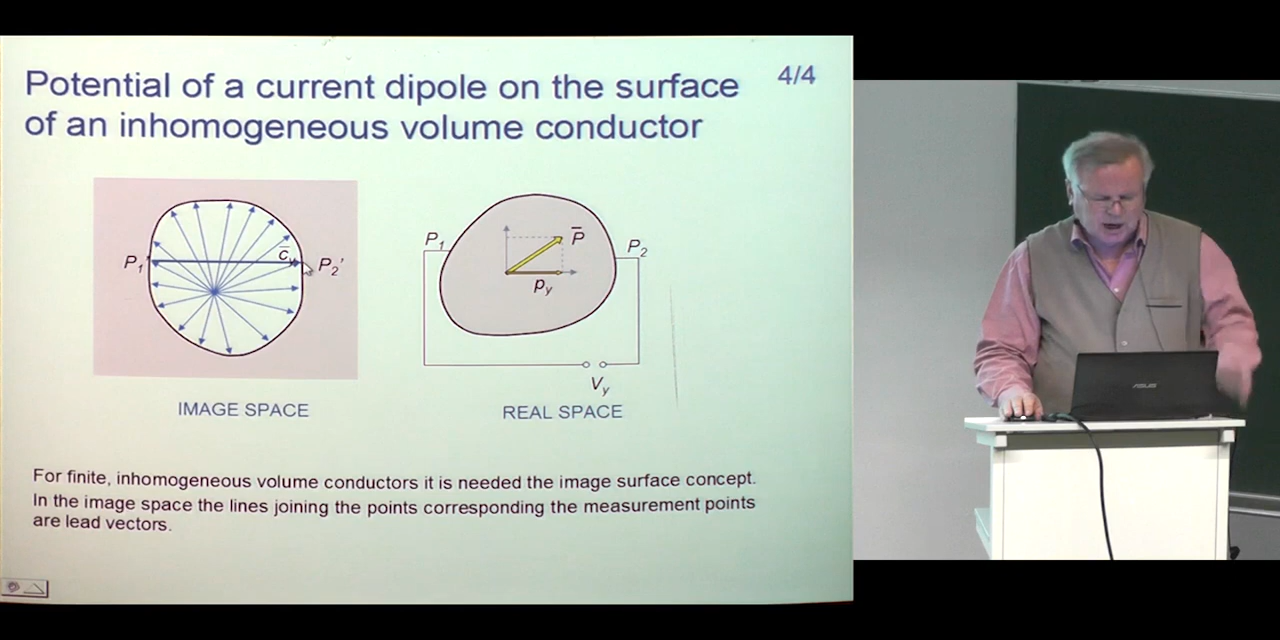 Potential of a current dipole on the surface
of an inhomogeneous volume conductor
4/4
P1'
c̅y
P2'
P1
P̅
P2
py
Vy
IMAGE SPACE
REAL SPACE
For finite, inhomogeneous volume conductors it is needed the image surface concept.
In the image space the lines joining the points corresponding the measurement points
are lead vectors.
ASUS